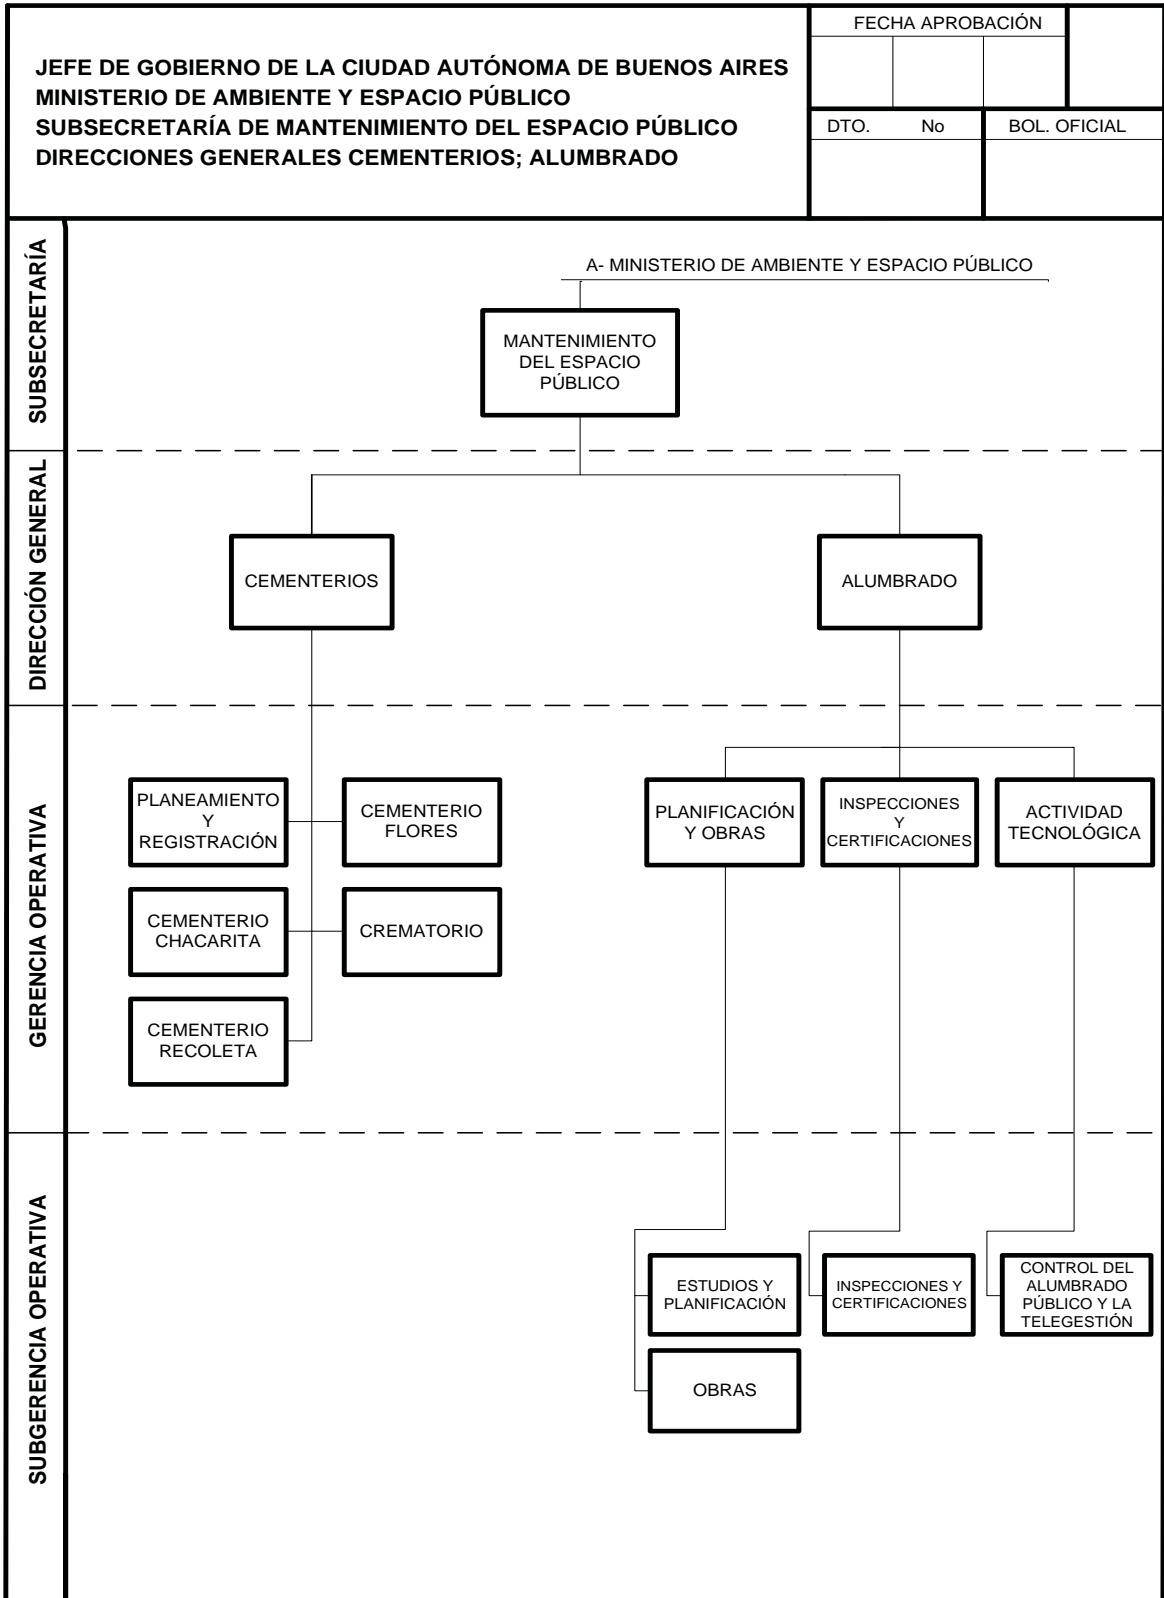 JEFE DE GOBIERNO DE LA CIUDAD AUTÓNOMA DE BUENOS AIRES
MINISTERIO DE AMBIENTE Y ESPACIO PÚBLICO
SUBSECRETARÍA DE MANTENIMIENTO DEL ESPACIO PÚBLICO
DIRECCIONES GENERALES CEMENTERIOS; ALUMBRADO
FECHA APROBACIÓN
DTO. No
BOL. OFICIAL
SUBSECRETARÍA
A- MINISTERIO DE AMBIENTE Y ESPACIO PÚBLICO
MANTENIMIENTO
DEL ESPACIO
PÚBLICO
DIRECCIÓN GENERAL
CEMENTERIOS
ALUMBRADO
GERENCIA OPERATIVA
PLANEAMIENTO
Y
REGISTRACIÓN
CEMENTERIO
FLORES
CEMENTERIO
CHACARITA
CREMATORIO
CEMENTERIO
RECOLETA
PLANIFICACIÓN
Y OBRAS
INSPECCIONES
Y
CERTIFICACIONES
ACTIVIDAD
TECNOLÓGICA
SUBGERENCIA OPERATIVA
ESTUDIOS Y
PLANIFICACIÓN
OBRAS
INSPECCIONES Y
CERTIFICACIONES
CONTROL DEL
ALUMBRADO
PÚBLICO Y LA
TELEGESTIÓN